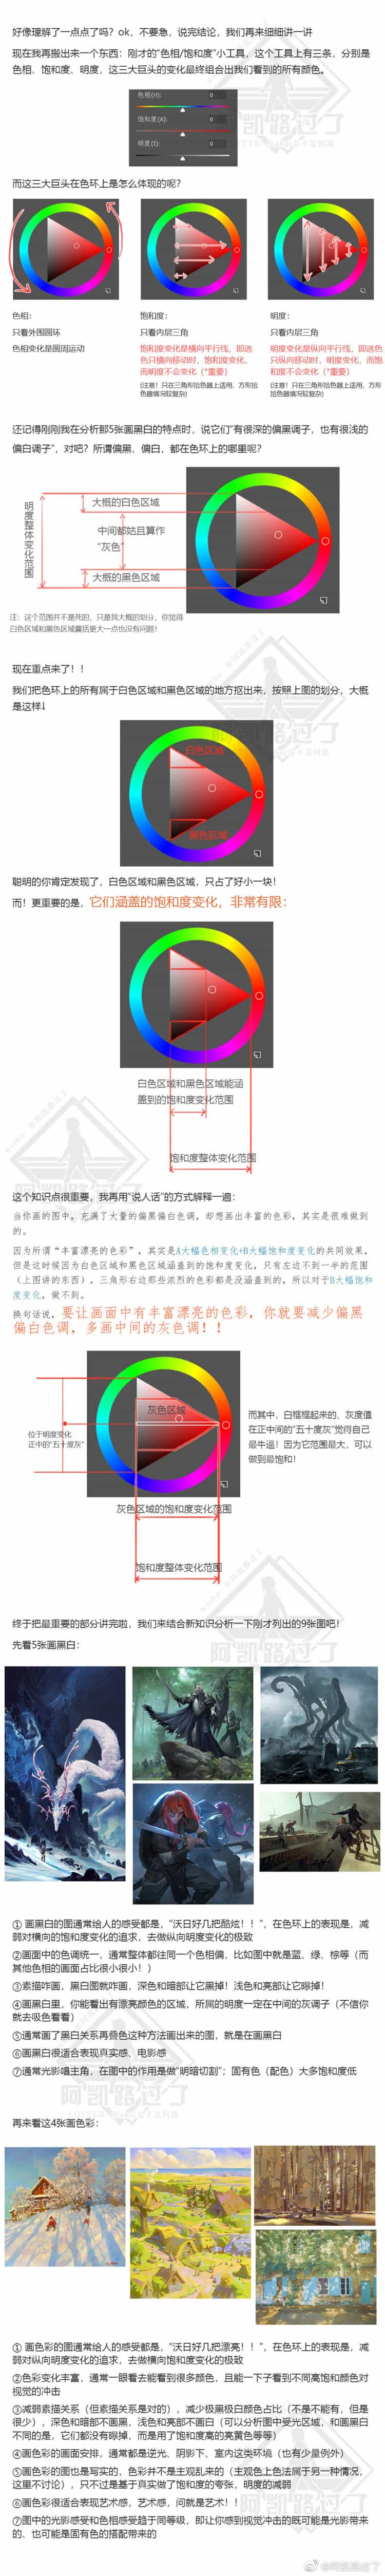 好像理解了一点点了吗？ok，不要急，说完结论，我们再来细细讲一讲
现在我再搬出来一个东西：刚才的“色相/饱和度”小工具，这个工具上有三条，分别是
色相、饱和度、明度，这三大巨头的变化最终组合出我们看到的所有颜色。
色相(H): 0
饱和度(A): 0
明度(I): 0
而这三大巨头在色环上是怎么体现的呢？
色相：
只看外围圆环
色相变化是圆周运动
饱和度：
只看内层三角
饱和度变化是横向平行线，即选
色只横向移动时，饱和度变化，
而明度不会变化（*重要）
(注意！只在三角形拾色器上适用，方形拾
色器情况较复杂)
明度：
只看内层三角
明度变化是纵向平行线，即选色
只纵向移动时，明度变化，而饱
和度不会变化（*重要）
(注意！只在三角形拾色器上适用，方形拾
色器情况较复杂)
还记得刚刚我在分析那5张画黑白的特点时，说它们“有很深的偏黑调子，也有很浅的
偏白调子”，对吧？所谓偏黑、偏白，都在色环上的哪里呢？
明度整体变化范围
大概的白色区域
中间都姑且算作
“灰色”
大概的黑色区域
注：这个范围并不是死的，只是我大概的划分，你觉得
白色区域和黑色区域囊括更大一点也没有问题！
现在重点来了！！
我们把色环上的所有属于白色区域和黑色区域的地方抠出来，按照上图的划分，大概
是这样↓
白色区域
黑色区域
聪明的你肯定发现了，白色区域和黑色区域，只占了好小一块！
而！更重要的是，它们涵盖的饱和度变化，非常有限：
白色区域和黑色区域能涵
盖到的饱和度变化范围
饱和度整体变化范围
这个知识点很重要，我再用“说人话”的方式解释一遍：
当你画的图中，充满了大量的偏黑偏白色调，却想画出丰富的色彩，其实是很难做到
的。
因为所谓“丰富漂亮的色彩”，其实是A大幅色相变化+B大幅饱和度变化的共同效果，
但是这时候因为白色区域和黑色区域涵盖到的饱和度变化，只有左边不到一半的范围
（上图讲的东西），三角形右边那些浓烈的色彩都是没涵盖到的，所以对于B大幅饱和
度变化，做不到。
换句话说，要让画面中有丰富漂亮的色彩，你就要减少偏黑
偏白色调，多画中间的灰色调！！
灰色区域
位于明度变化
正中的“五十度灰”
而其中，白框框起来的、灰度值
在正中间的“五十度灰”觉得自己
最牛逼！因为它范围最大，可以
做到最饱和！
灰色区域的饱和度变化范围
饱和度整体变化范围
终于把最重要的部分讲完啦，我们来结合新知识分析一下刚才列出的9张图吧！
先看5张画黑白：
① 画黑白的图通常给人的感受都是，“沃日好几把酷炫！！”，在色环上的表现是，减
弱对横向的饱和度变化的追求，去做纵向明度变化的极致
②画面中的色调统一，通常整体都往同一个色相偏，比如图中就是蓝、绿、棕等（而
其他色相的画面占比很小很小！）
③素描咋画，黑白图就咋画，深色和暗部让它黑掉！浅色和亮部让它曝掉！
④画黑白里，你能看出有漂亮颜色的区域，所属的明度一定在中间的灰调子（不信你
就去吸色看看）
⑤通常画了黑白关系再叠色这种方法画出来的图，就是在画黑白
⑥画黑白很适合表现真实感、电影感
⑦通常光影唱主角，在图中的作用是做“明暗切割”；固有色（配色）大多饱和度低
再来看这4张画色彩：
① 画色彩的图通常给人的感受都是，“沃日好几把漂亮！！”，在色环上的表现是，减
弱对纵向明度变化的追求，去做横向饱和度变化的极致
②色彩变化丰富，通常一眼看去能看到很多颜色，且能一下子看到不同高饱和颜色对
视觉的冲击
③减弱素描关系（但素描关系是对的），减少极黑极白颜色占比（不是不能有，但是
很少），深色和暗部不画黑，浅色和亮部不画白（可以分析图中受光区域，和画黑白
不同的是，它们都没有曝掉，而是用了饱和度高的亮黄色等等）
④画色彩的画面安排，通常都是逆光、阴影下、室内这类环境（也有少量例外）
⑤画色彩的图也是写实的，色彩并不是主观乱来的（主观色上色法属于另一种情况，
这里不讨论），只不过是基于真实做了饱和度的夸张，明度的减弱
⑥画色彩很适合表现艺术感，艺术感，问就是艺术！！
⑦图中的光影感受和色相感受趋于同等级，即让你感到视觉冲击的既可能是光影带来
的、也可能是固有色的搭配带来的
@阿凯路过了